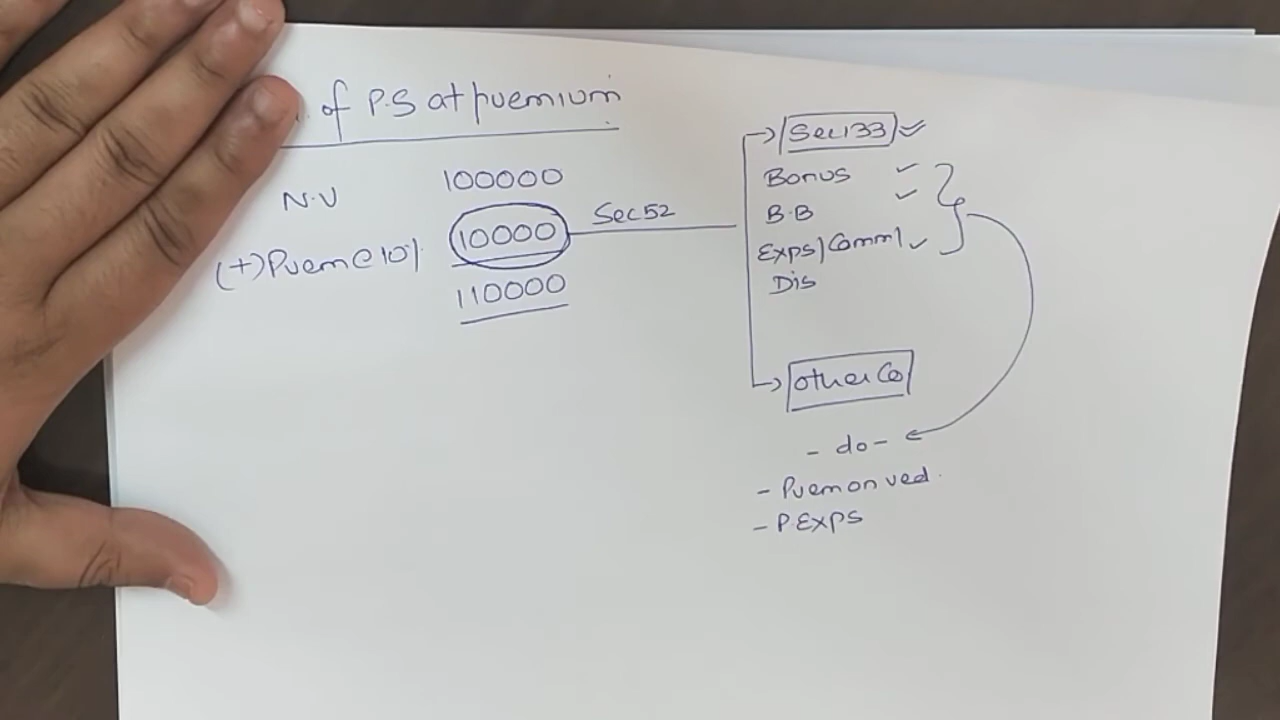 . of P.S at premium
N.V 100000
(+) Prem @ 10% 10000
110000
Sec 52
Sec 133
Bonus
B.B
Exps/Comm
Dis
other Co
- do -
- Prem on red.
- P. Exps